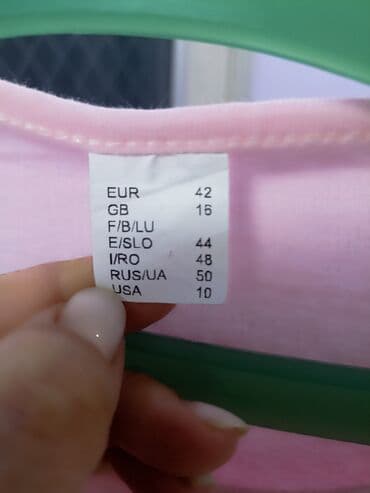 EUR 42
GB 16
F/B/LU
E/SLO 44
I/RO 48
RUS/UA 50
USA 10